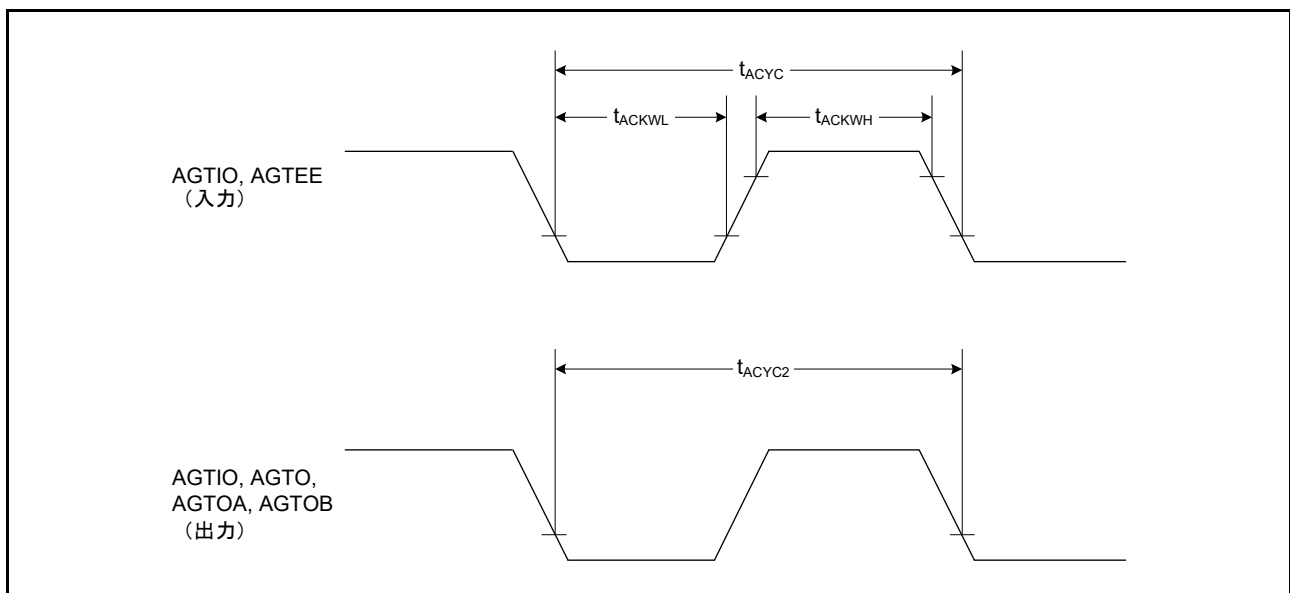 tACYC
tACKWL
tACKWH
AGTIO, AGTEE
（入力）
tACYC2
AGTIO, AGTO,
AGTOA, AGTOB
（出力）